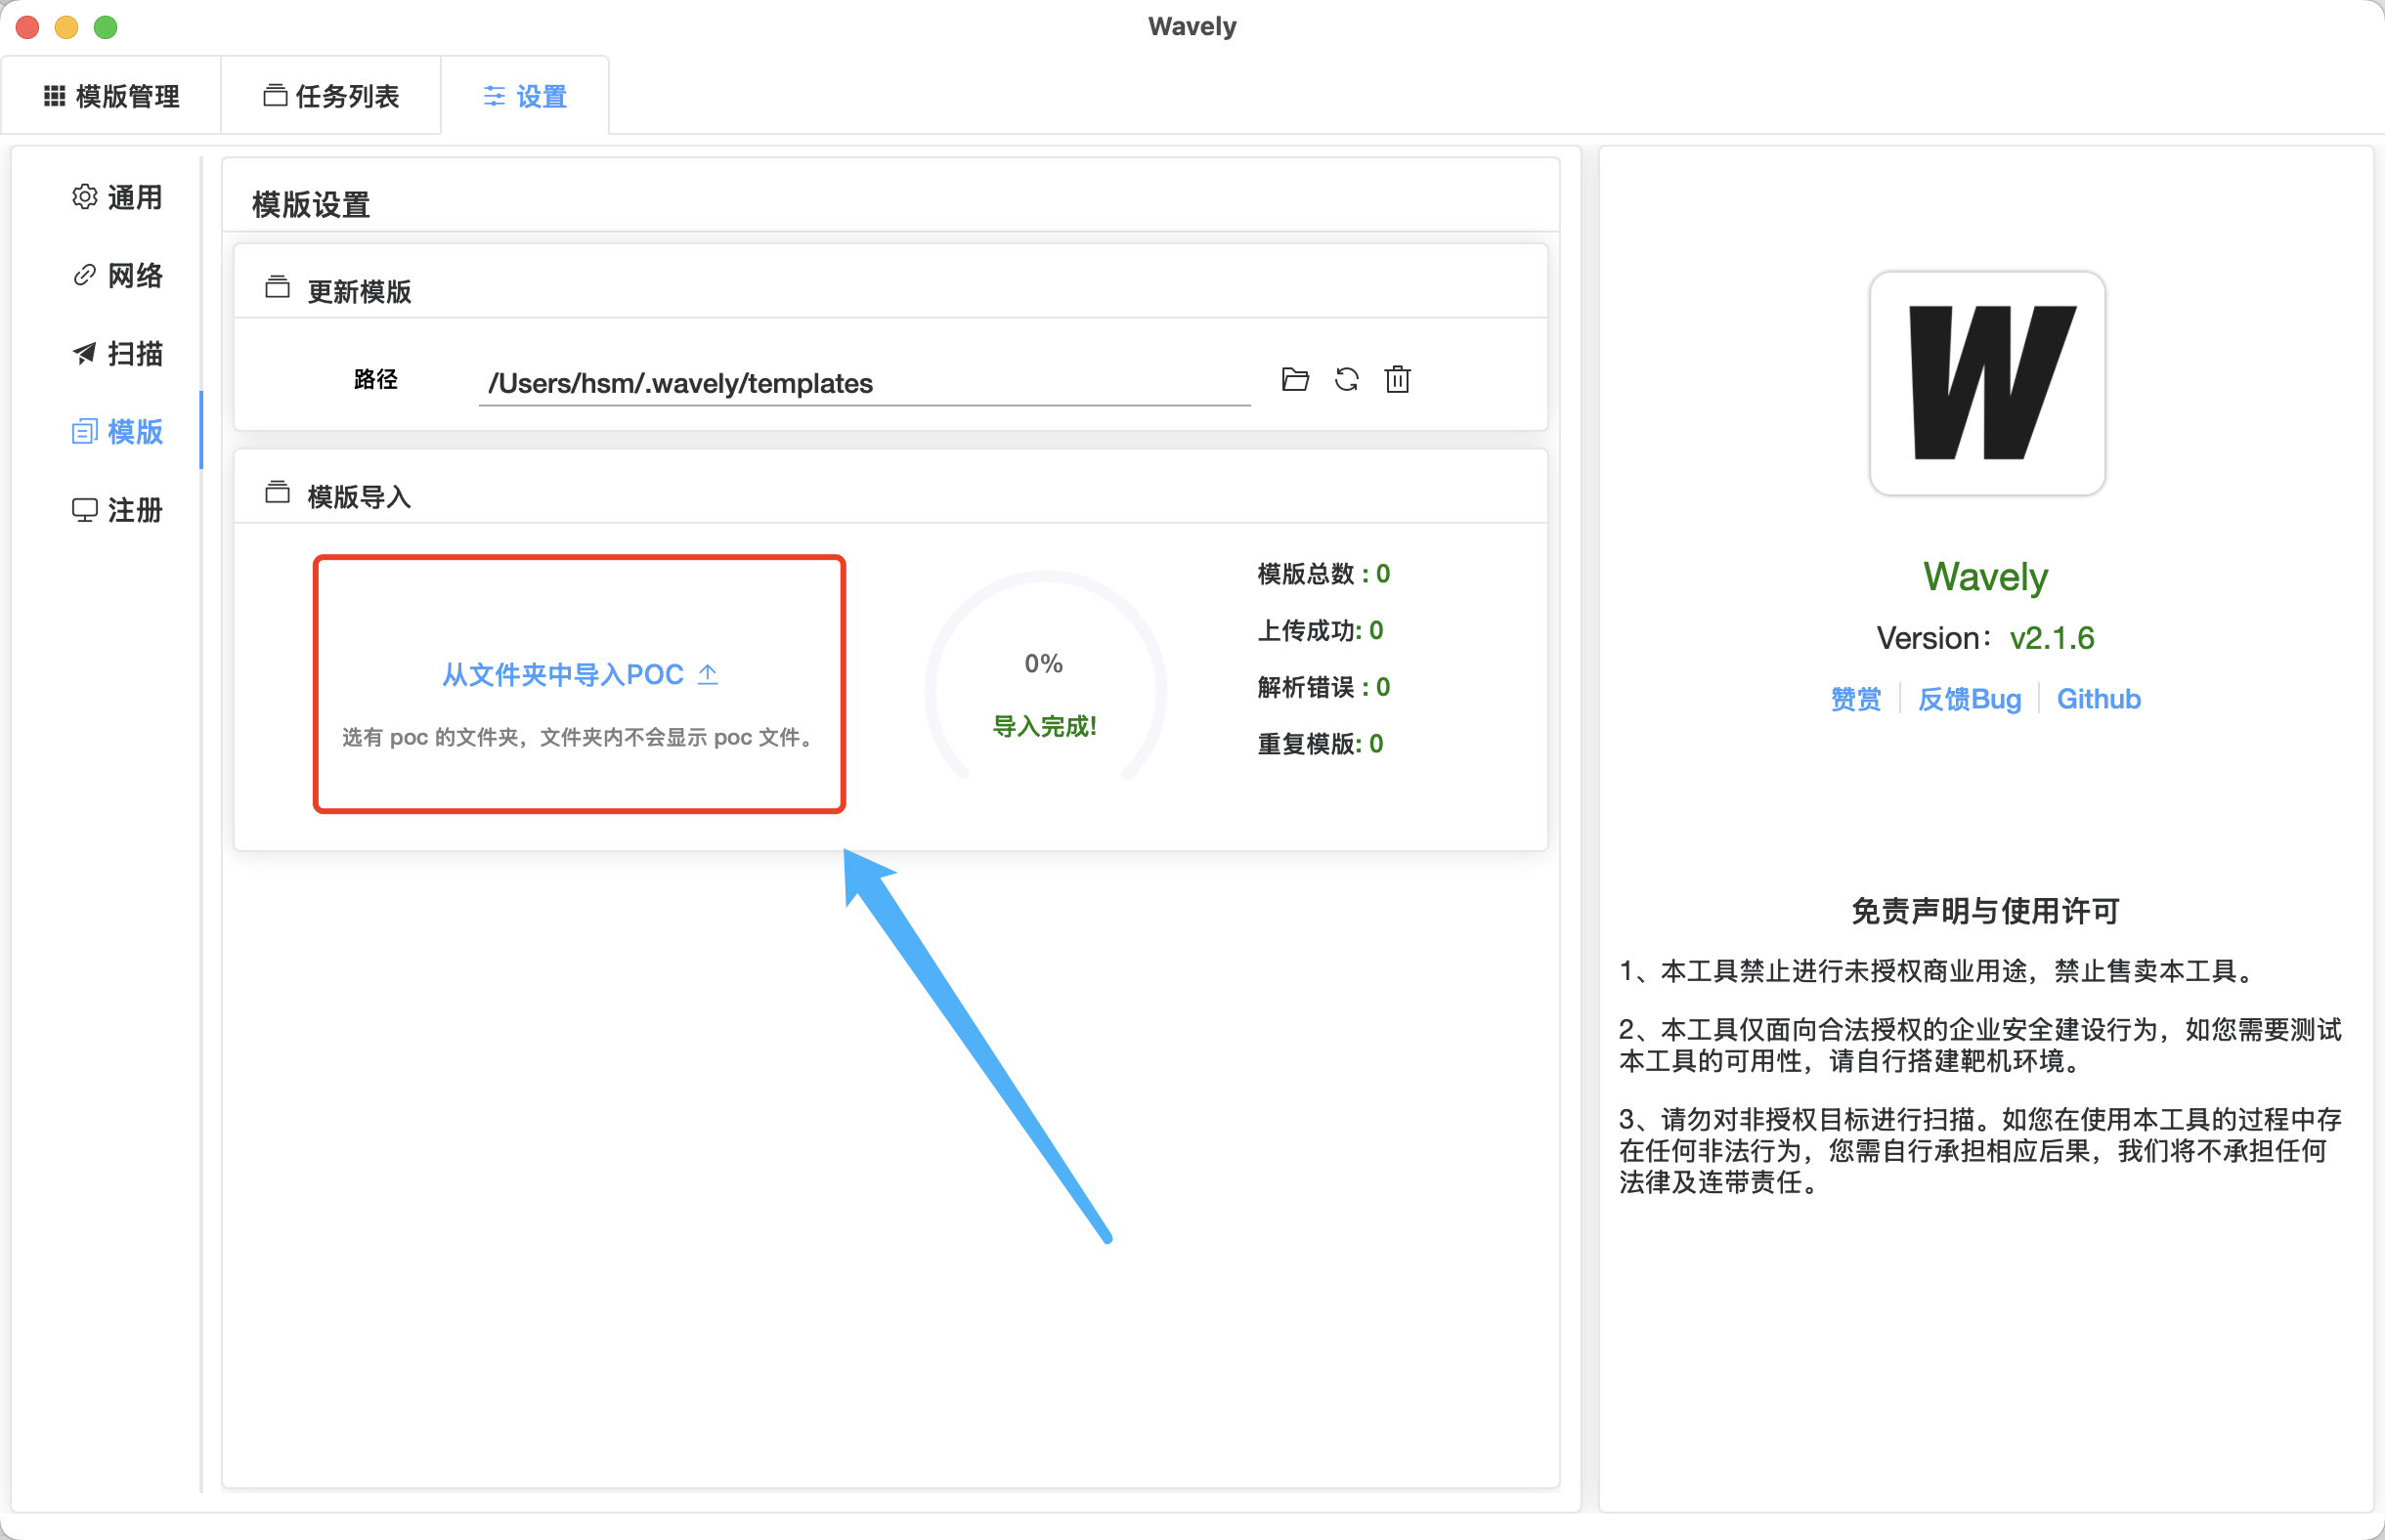 Wavely
模版管理
任务列表
设置
通用
网络
扫描
模版
注册
模版设置
更新模版
路径
/Users/hsm/.wavely/templates
模版导入
从文件夹中导入POC
选有 poc 的文件夹，文件夹内不会显示 poc 文件。
0%
导入完成!
模版总数 : 0
上传成功: 0
解析错误 : 0
重复模版: 0
W
Wavely
Version： v2.1.6
赞赏
反馈Bug
Github
免责声明与使用许可
1、本工具禁止进行未授权商业用途，禁止售卖本工具。
2、本工具仅面向合法授权的企业安全建设行为，如您需要测试
本工具的可用性，请自行搭建靶机环境。
3、请勿对非授权目标进行扫描。如您在使用本工具的过程中存
在任何非法行为，您需自行承担相应后果，我们将不承担任何
法律及连带责任。